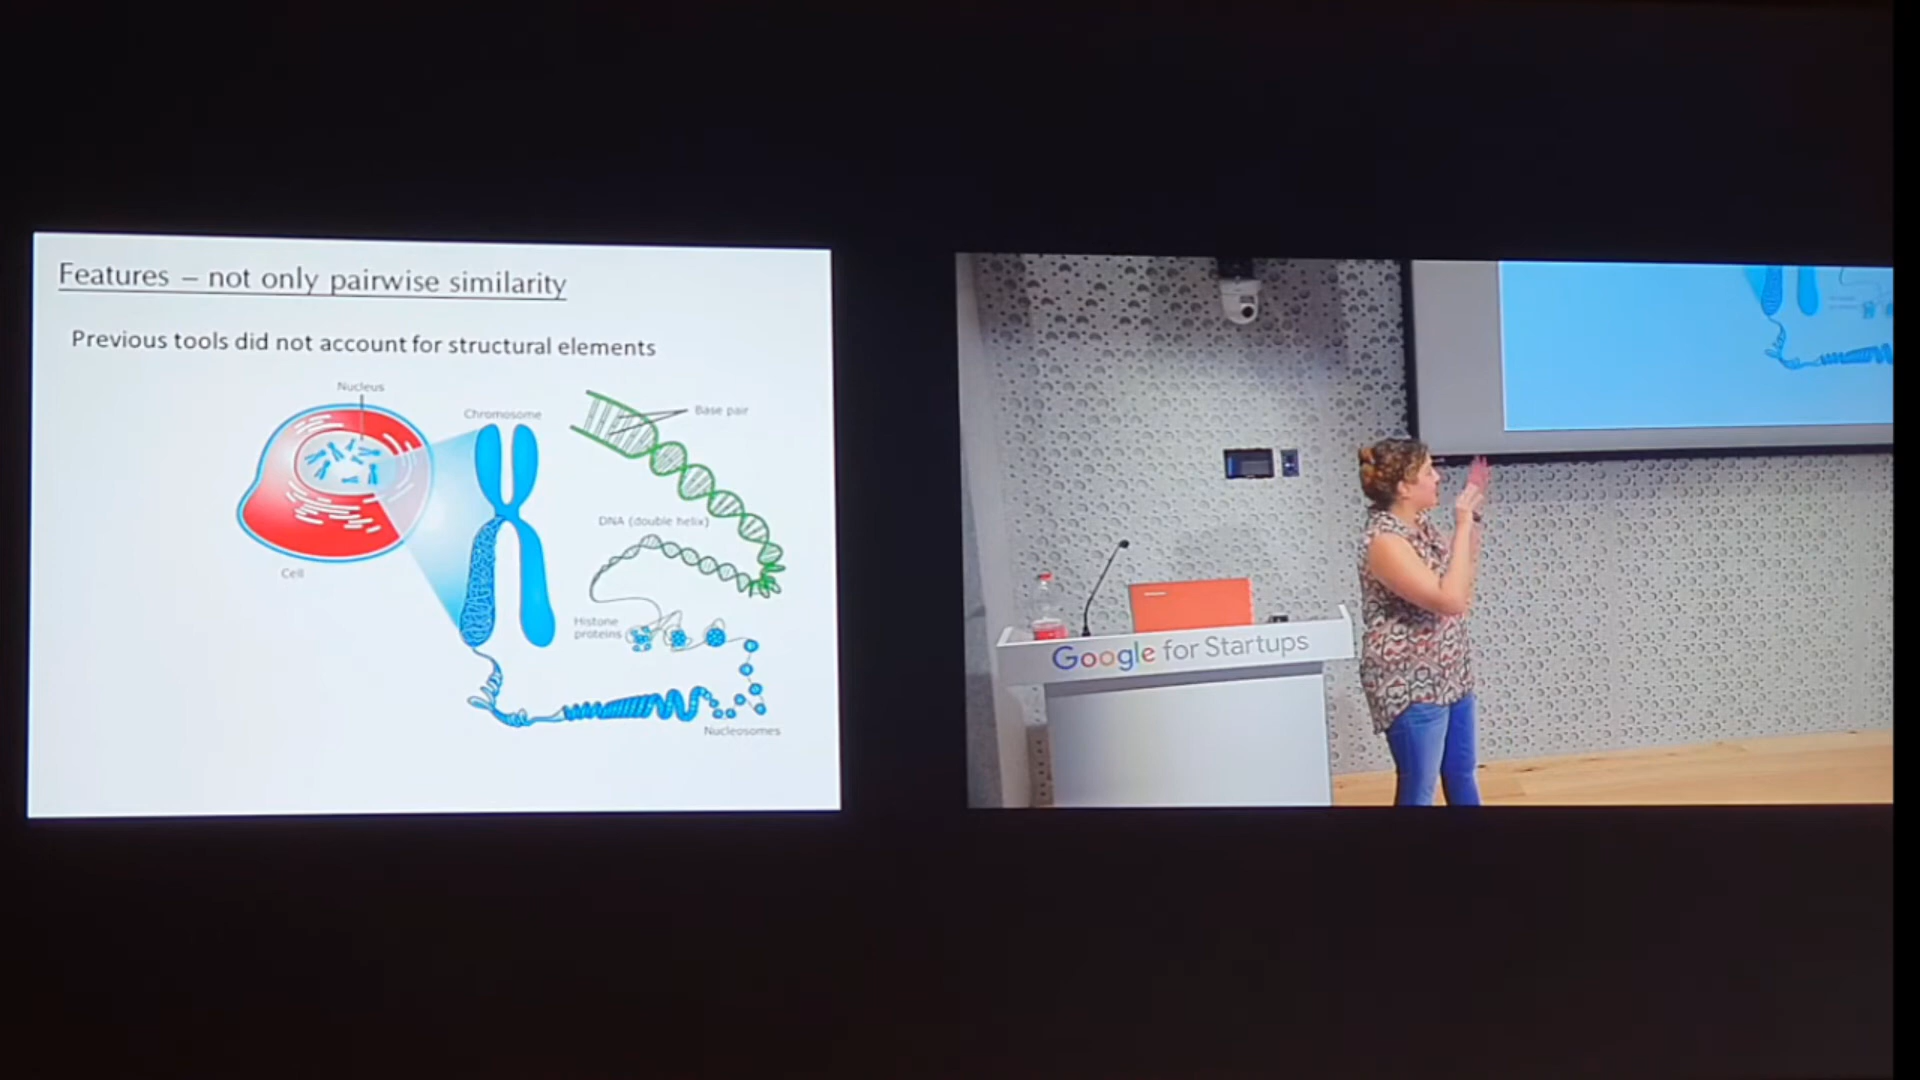 Features – not only pairwise similarity
Previous tools did not account for structural elements
Nucleus
Chromosome
Base pair
DNA (double helix)
Cell
Histone
proteins
Nucleosomes
Google for Startups